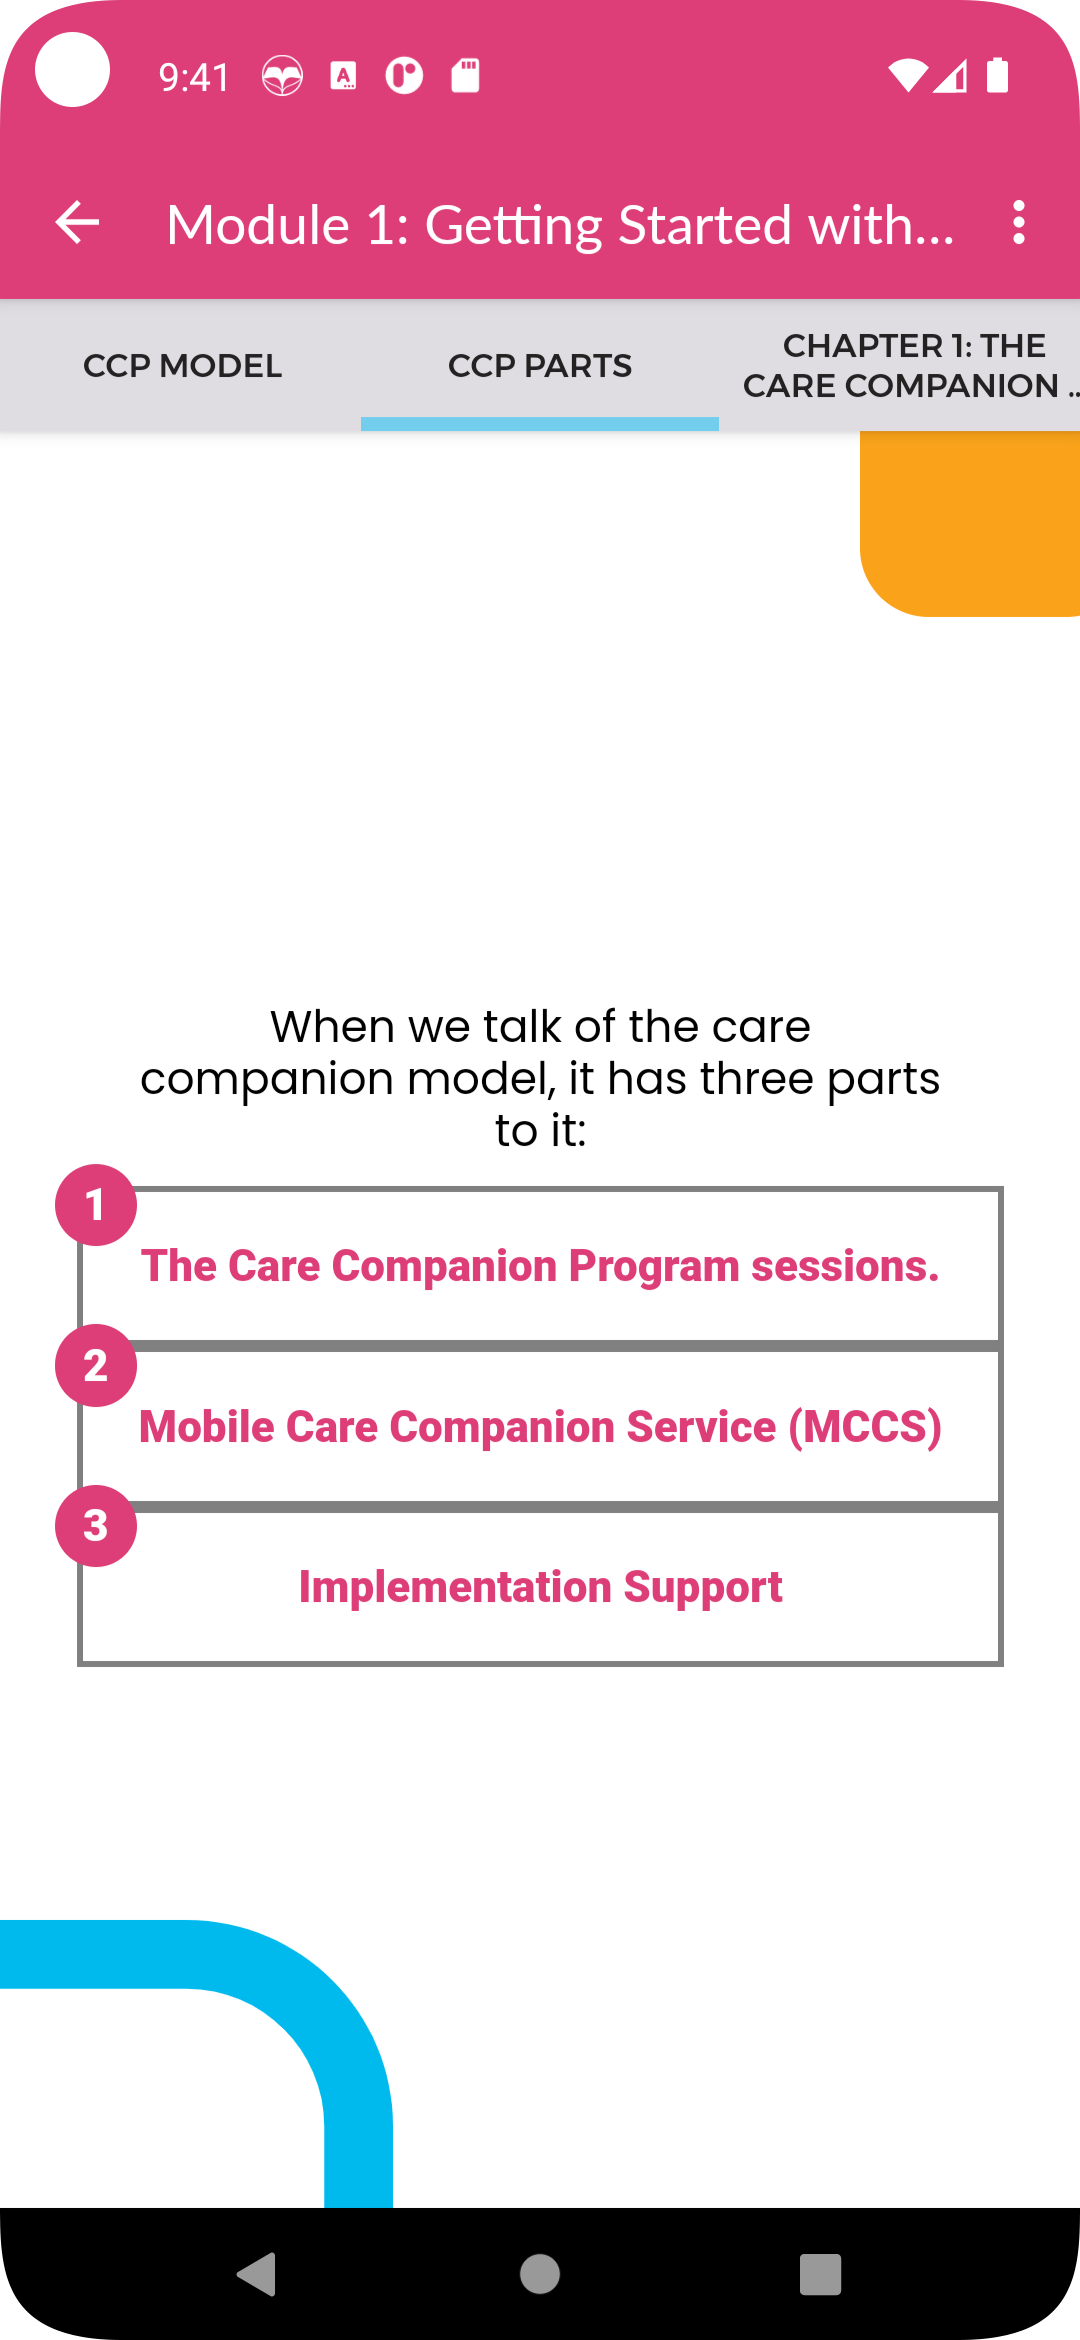 9:41
Module 1: Getting Started with...
CCP MODEL
CCP PARTS
CHAPTER 1: THE
CARE COMPANION ..
When we talk of the care
companion model, it has three parts
to it:
1
The Care Companion Program sessions.
2
Mobile Care Companion Service (MCCS)
3
Implementation Support